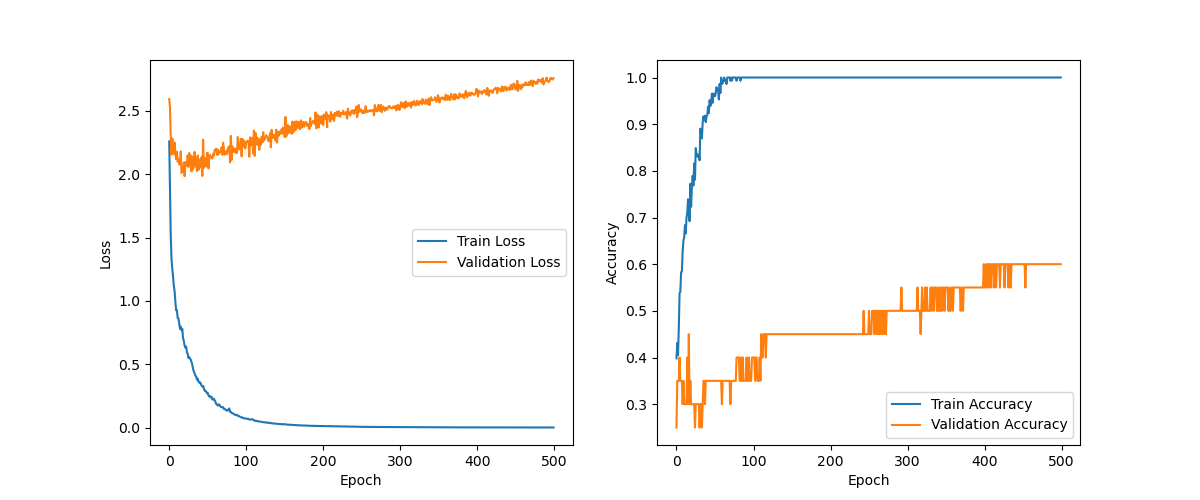 2.5
2.0
1.5
1.0
0.5
0.0
Loss
0 100 200 300 400 500
Epoch
Train Loss
Validation Loss
1.0
0.9
0.8
0.7
0.6
0.5
0.4
0.3
Accuracy
0 100 200 300 400 500
Epoch
Train Accuracy
Validation Accuracy